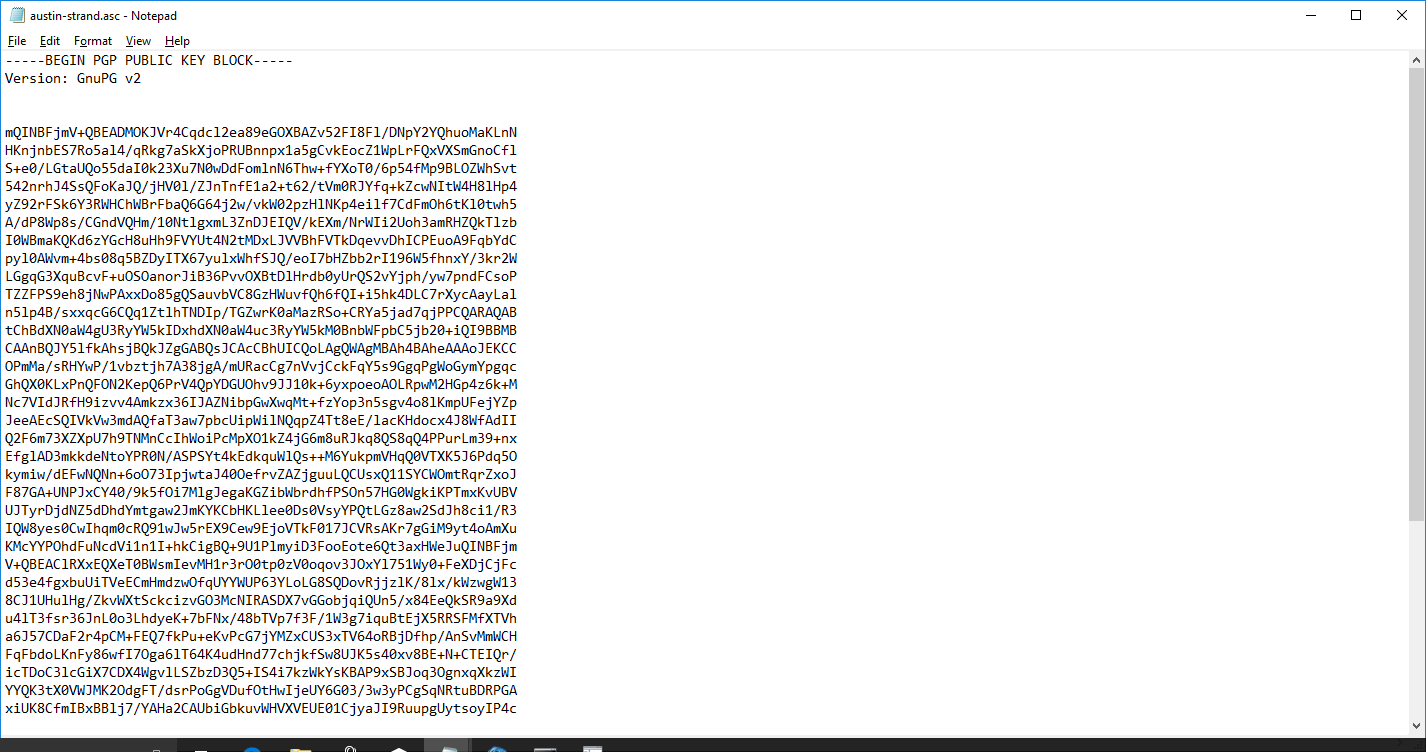 austin-strand.asc - Notepad
File Edit Format View Help
-----BEGIN PGP PUBLIC KEY BLOCK-----
Version: GnuPG v2
mQINBFjmV+QBEADMOKJVr4Cqdcl2ea89eGOXBAZv52FI8Fl/DNpY2YQhuoMaKLnN
HKnjnbES7Ro5al4/qRkg7aSkXjoPRUBnnpx1a5gCvkEocZ1WpLrFQxVXSmGnoCfl
S+e0/LGtaUQo55daI0k23Xu7N0wDdFomlnN6Thw+fYXoT0/6p54fMp9BLOZWhSvt
542nrhJ4SsQFoKaJQ/jHV0l/ZJnTnfE1a2+t62/tVm0RJYfq+kZcwNItW4H8lHp4
yZ92rFSk6Y3RWHChWBrFbaQ6G64j2w/vkW02pzHlNKp4eilf7CdFmOh6tKl0twh5
A/dP8Wp8s/CGndVQHm/10NtlgxmL3ZnDJEIQV/kEXm/NrWIi2Uoh3amRHZQkTlzb
I0WBmaKQKd6zYGcH8uHh9FVYUt4N2tMDxLJVVBhFVTkDqevvDhICPEuoA9FqbYdC
pyl0AWvm+4bs08q5BZDyITX67yulxWhfSJQ/eoI7bHZbb2rI196W5fhnxY/3kr2W
LGgqG3XquBcvF+uOSOanorJiB36PvvOXBtDlHrdb0yUrQS2vYjph/yw7pndFCsoP
TZZFPS9eh8jNwPAxxDo85gQSauvbVC8GzHWuvfQh6fQI+i5hk4DLC7rXycAayLal
n5lp4B/sxxqcG6CQq1ZtlhTNDIp/TGZwrK0aMazRSo+CRYa5jad7qjPPCQARAQAB
tChBdXN0aW4gU3RyYW5kIDxhdXN0aW4uc3RyYW5kM0BnbWFpbC5jb20+iQI9BBMB
CAAnBQJY5lfkAhsjBQkJZgGABQsJCAcCBhUICQoLAgQWAgMBAh4BAheAAAoJEKCC
OPmMa/sRHYwP/1vbztjh7A38jgA/mURacCg7nVvjCckFqY5s9GgqPgWoGymYpgqc
GhQX0KLxPnQFON2KepQ6PrV4QpYDGUOhv9JJ10k+6yxpoeoAOLRpwM2HGp4z6k+M
Nc7VIdJRfH9izvv4Amkzx36IJAZNibpGwXwqMt+fzYop3n5sgv4o8lKmpUFejYZp
JeeAEcSQIVkVw3mdAQfaT3aw7pbcUipWilNQqpZ4Tt8eE/lacKHdocx4J8WfAdII
Q2F6m73XZXpU7h9TNMnCcIhWoiPcMpXO1kZ4jG6m8uRJkq8QS8qQ4PPurLm39+nx
EfglAD3mkkdeNtoYPR0N/ASPSYt4kEdkquWlQs++M6YukpmVHqQ0VTXK5J6Pdq5O
kymiw/dEFwNQNn+6oO73IpjwtaJ40OefrvZAZjguuLQCUsxQ11SYCWOmtRqrZxoJ
F87GA+UNPJxCY40/9k5fOi7MlgJegaKGZibWbrdhfPSOn57HG0WgkiKPTmxKvUBV
UJTyrDjdNZ5dDhdYmtgaw2JmKYKCbHKLlee0Ds0VsyYPQtLGz8aw2SdJh8ci1/R3
IQW8yes0CwIhqm0cRQ91wJw5rEX9Cew9EjoVTkF017JCVRsAKr7gGiM9yt4oAmXu
KMcYYPOhdFuNcdVi1n1I+hkCigBQ+9U1PlmyiD3FooEote6Qt3axHWeJuQINBFjm
V+QBEAClRXxEQXeT0BWsmIevMH1r3rO0tp0zV0oqov3JOxYl751Wy0+FeXDjCjFc
d53e4fgxbuUiTVeECmHmdzwOfqUYYWUP63YLoLG8SQDovRjjzlK/8lx/kWzwgW13
8CJ1UHulHg/ZkvWXtSckcizvGO3McNIRASDX7vGGobjqiQUn5/x84EeQkSR9a9Xd
u4lT3fsr36JnL0o3LhdyeK+7bFNx/48bTVp7f3F/1W3g7iquBtEjX5RRSFMfXTVh
a6J57CDaF2r4pCM+FEQ7fkPu+eKvPcG7jYMZxCUS3xTV64oRBjDfhp/AnSvMmWCH
FqFbdoLKnFy86wfI7Oga6lT64K4udHnd77chjkfSw8UJK5s40xv8BE+N+CTEIQr/
icTDoC3lcGiX7CDX4WgvlLSZbzD3Q5+IS4i7kzWkYsKBAP9xSBJoq3OgnxqXkzWI
YYQK3tX0VWJMK2OdgFT/dsrPoGgVDufOtHwIjeUY6G03/3w3yPCgSqNRtuBDRPGA
xiUK8CfmIBxBBlj7/YAHa2CAUbiGbkuvWHVXVEUE01CjyaJI9RuupgUytsoyIP4c